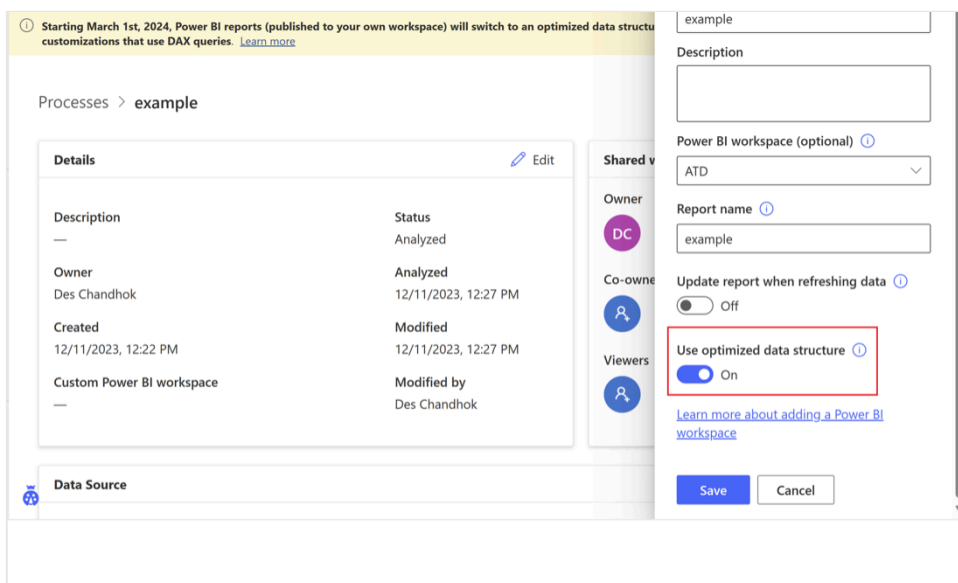 Starting March 1st, 2024, Power BI reports (published to your own workspace) will switch to an optimized data
customizations that use DAX queries. Learn more
Processes > example
Details
Edit
Description
—
Status
Analyzed
Owner
Des Chandhok
Analyzed
12/11/2023, 12:27 PM
Created
12/11/2023, 12:22 PM
Modified
12/11/2023, 12:27 PM
Custom Power BI workspace
—
Modified by
Des Chandhok
Data Source
Shared
Owner
DC
Viewers
example
Description
Power BI workspace (optional)
ATD
Report name
example
Update report when refreshing data
Off
Use optimized data structure
On
Learn more about adding a Power BI
workspace
Save
Cancel